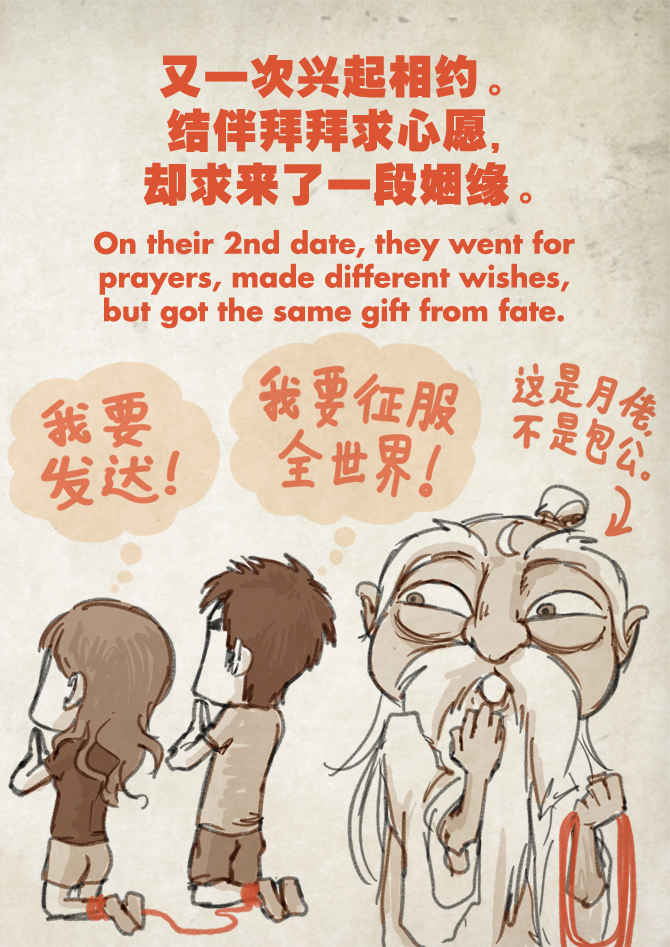 又一次兴起相约。
结伴拜拜求心愿，
却求来了一段姻缘。
On their 2nd date, they went for
prayers, made different wishes,
but got the same gift from fate.
我要
发达！
我要征服
全世界！
这是月佬，
不是包公。